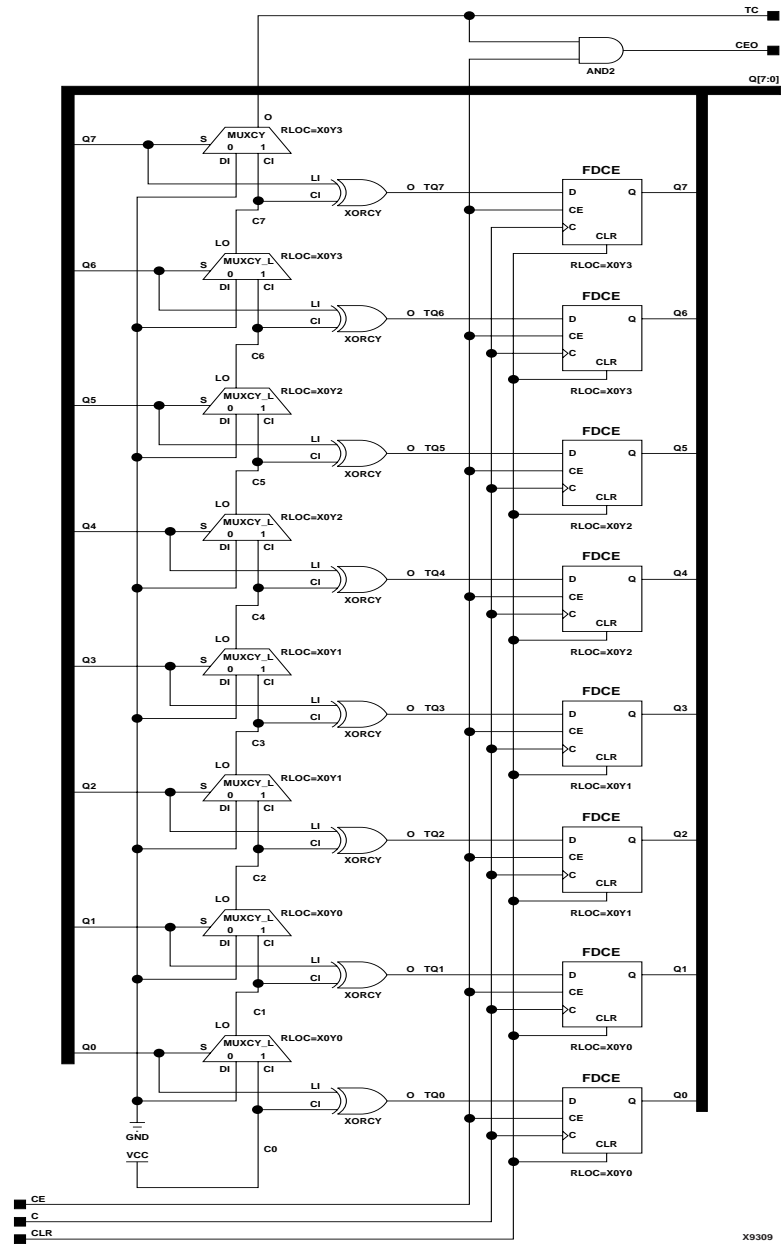 TC
CEO
AND2
Q[7:0]
O
Q7 S MUXCY RLOC=X0Y3
0 1
DI CI
FDCE
LI O TQ7 D Q Q7
CI CE
XORCY C
C7 CLR
LO RLOC=X0Y3
Q6 S MUXCY_L RLOC=X0Y3
0 1
DI CI
FDCE
LI O TQ6 D Q Q6
CI CE
XORCY C
C6 CLR
LO RLOC=X0Y3
Q5 S MUXCY_L RLOC=X0Y2
0 1
DI CI
FDCE
LI O TQ5 D Q Q5
CI CE
XORCY C
C5 CLR
LO RLOC=X0Y2
Q4 S MUXCY_L RLOC=X0Y2
0 1
DI CI
FDCE
LI O TQ4 D Q Q4
CI CE
XORCY C
C4 CLR
LO RLOC=X0Y2
Q3 S MUXCY_L RLOC=X0Y1
0 1
DI CI
FDCE
LI O TQ3 D Q Q3
CI CE
XORCY C
C3 CLR
LO RLOC=X0Y1
Q2 S MUXCY_L RLOC=X0Y1
0 1
DI CI
FDCE
LI O TQ2 D Q Q2
CI CE
XORCY C
C2 CLR
LO RLOC=X0Y1
Q1 S MUXCY_L RLOC=X0Y0
0 1
DI CI
FDCE
LI O TQ1 D Q Q1
CI CE
XORCY C
C1 CLR
LO RLOC=X0Y0
Q0 S MUXCY_L RLOC=X0Y0
0 1
DI CI
FDCE
LI O TQ0 D Q Q0
CI CE
XORCY C
GND CLR
VCC C0
RLOC=X0Y0
CE
C
CLR
X9309